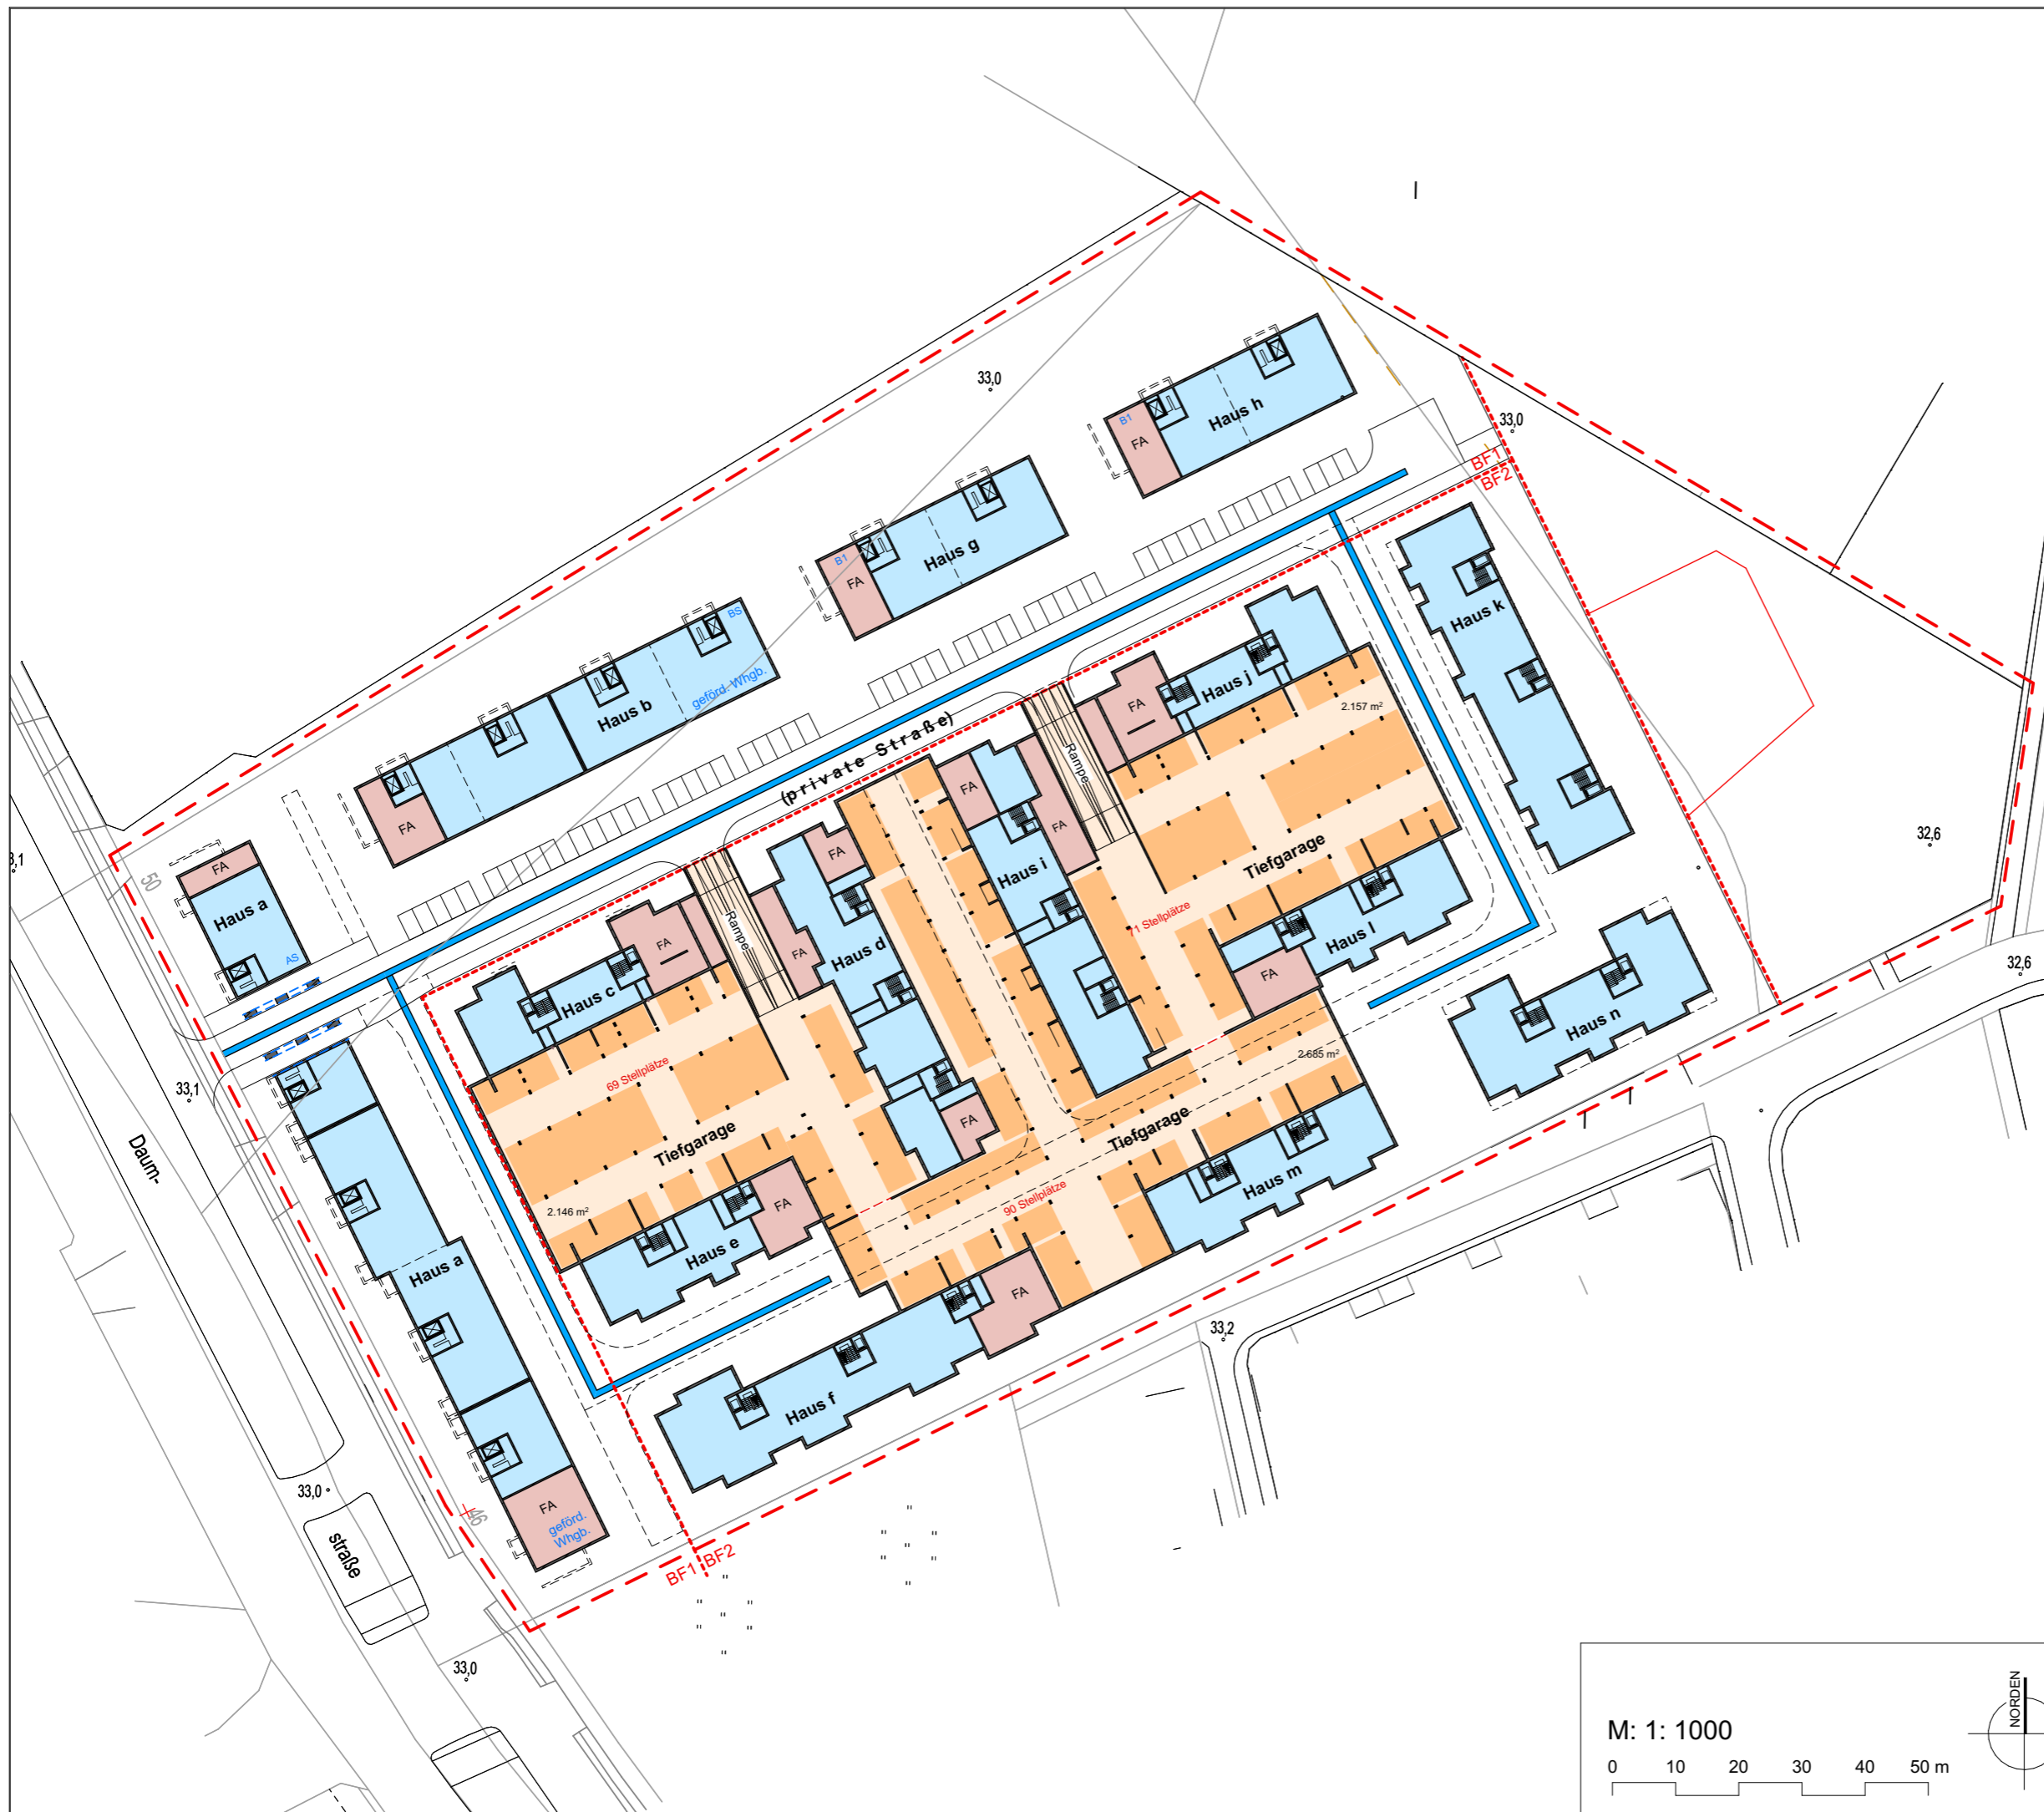 33,0
33,0
B1
FA
Haus h
BF1
BF2
B1
FA
Haus g
BS
geförd. Whgb.
Haus b
FA
Haus k
(private Straße)
FA
Haus j
2.157 m²
Rampe
FA
Haus i
FA
Tiefgarage
71 Stellplätze
Haus l
FA
3,1
50
FA
Haus a
AS
FA
Haus d
FA
Rampe
FA
Haus c
69 Stellplätze
Tiefgarage
2.146 m²
FA
FA
Haus e
32,6
32,6
Haus n
2.685 m²
Tiefgarage
90 Stellplätze
Haus m
FA
Haus f
33,1
Daum-
straße
Haus a
FA
geförd.
Whgb.
46
33,0
33,0
33,2
BF1
BF2
M: 1: 1000
0 10 20 30 40 50 m
NORDEN